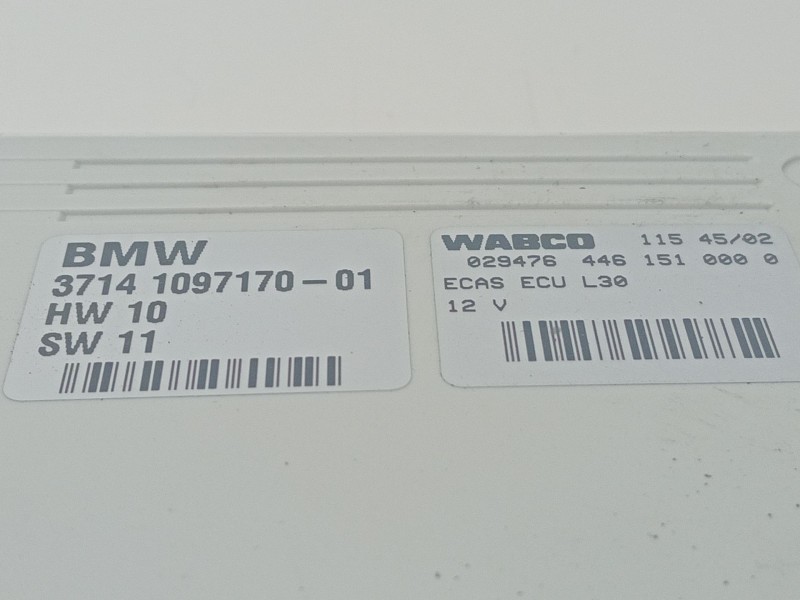 BMW
3714 1097170-01
HW 10
SW 11
WABCO 115 45/02
029476 446 151 000 0
ECAS ECU L30
12 V